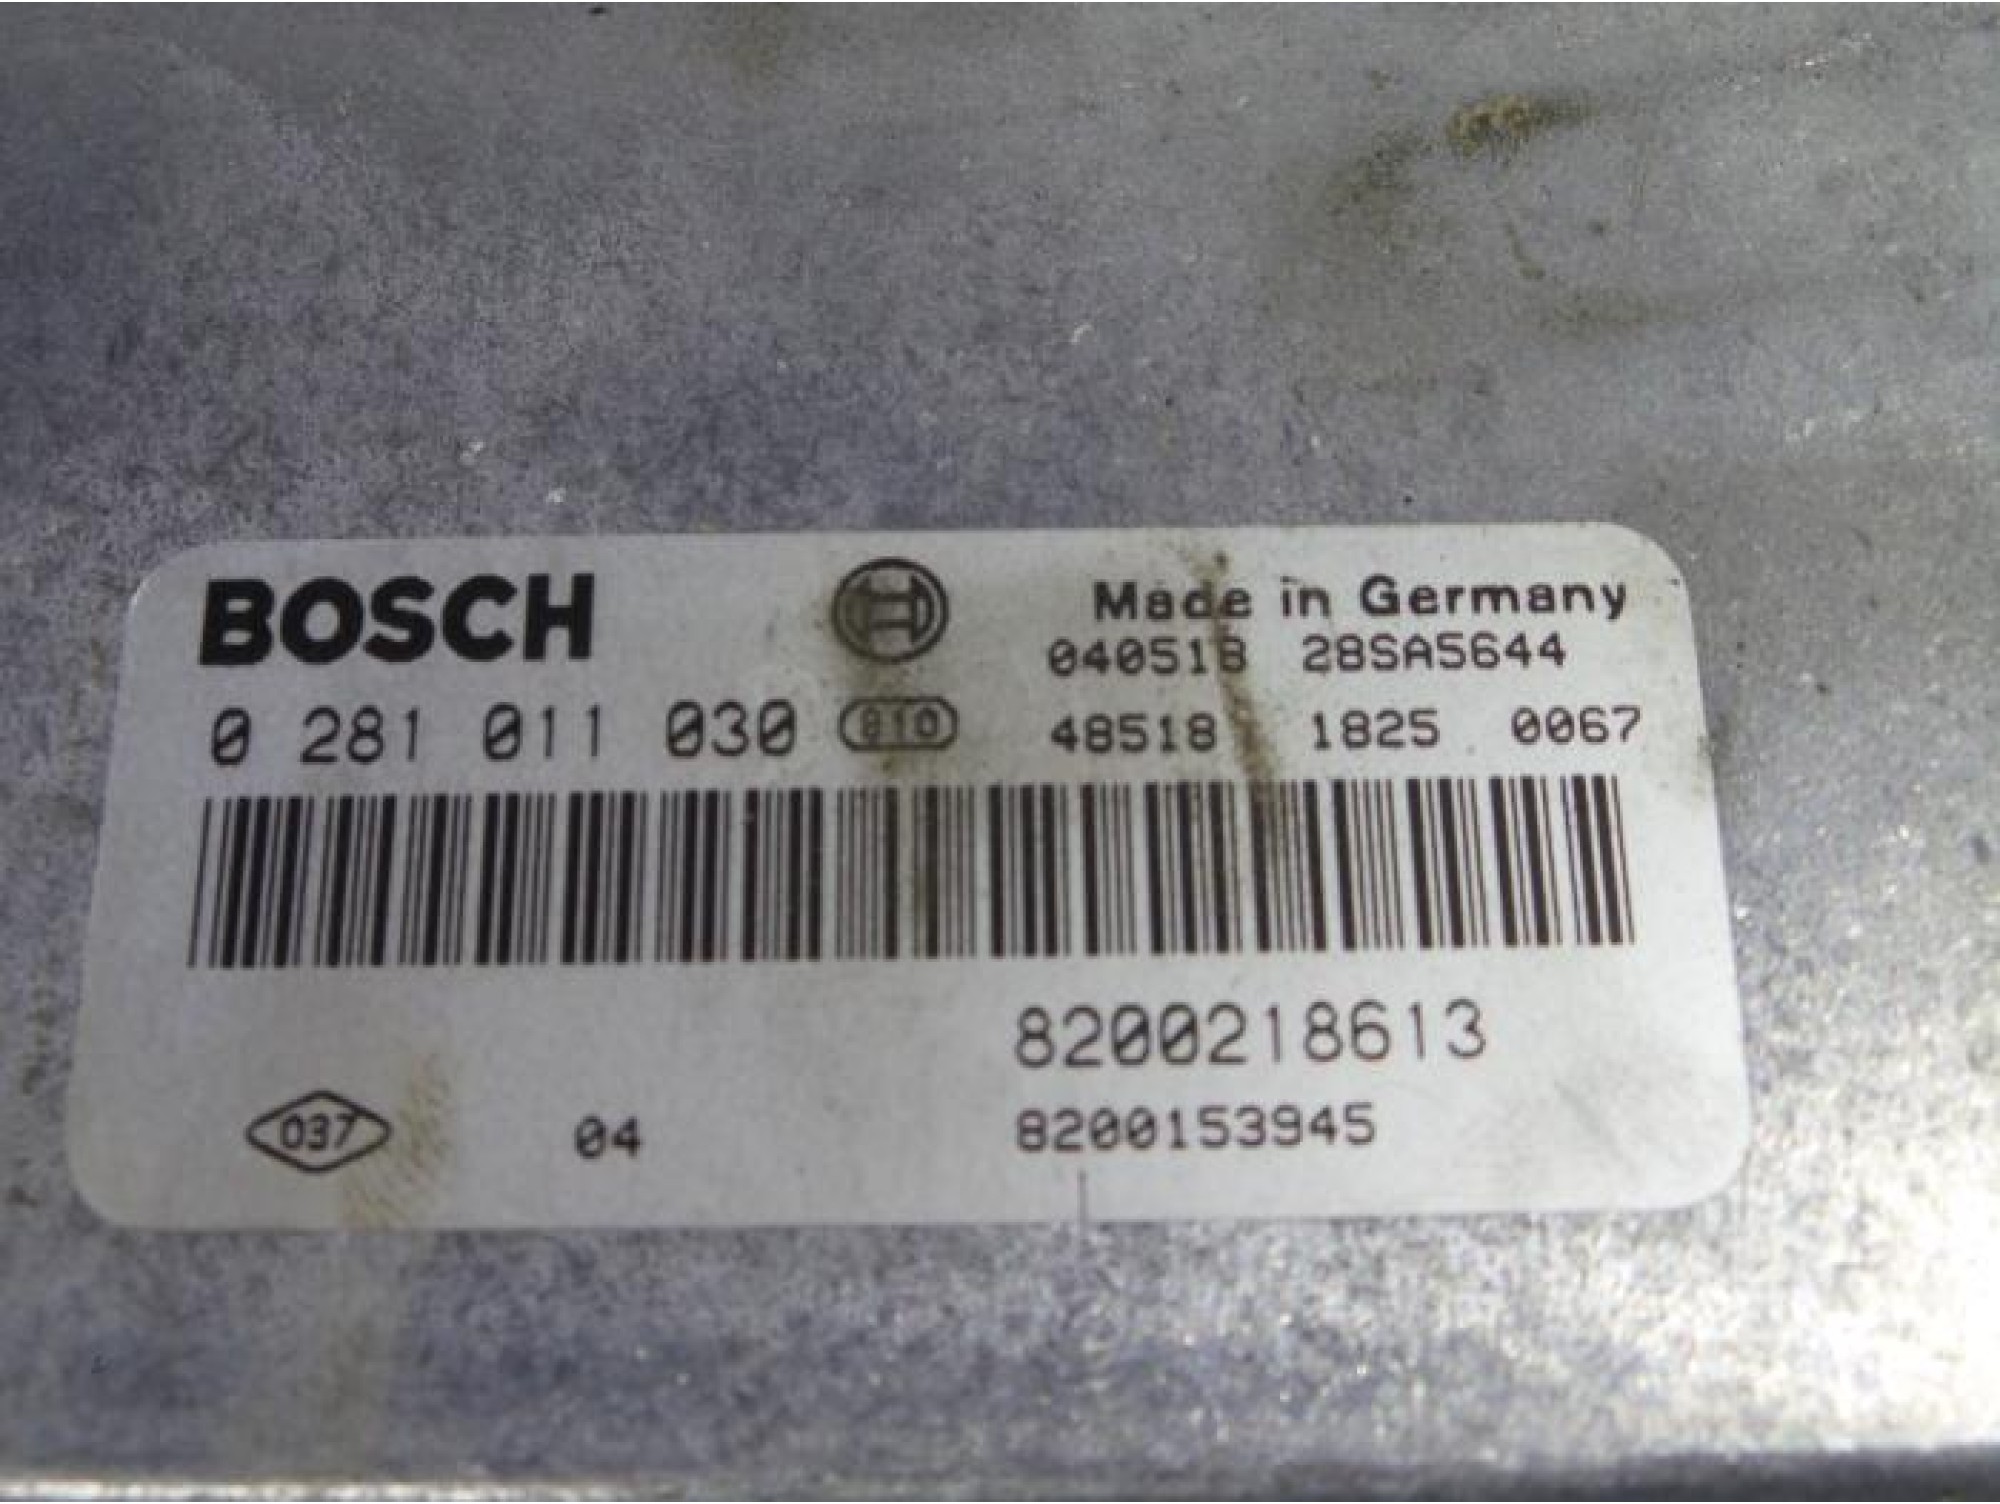 BOSCH
Made in Germany
040518 28SA5644
0 281 011 030 810 48518 1825 0067
8200218613
037 04 8200153945